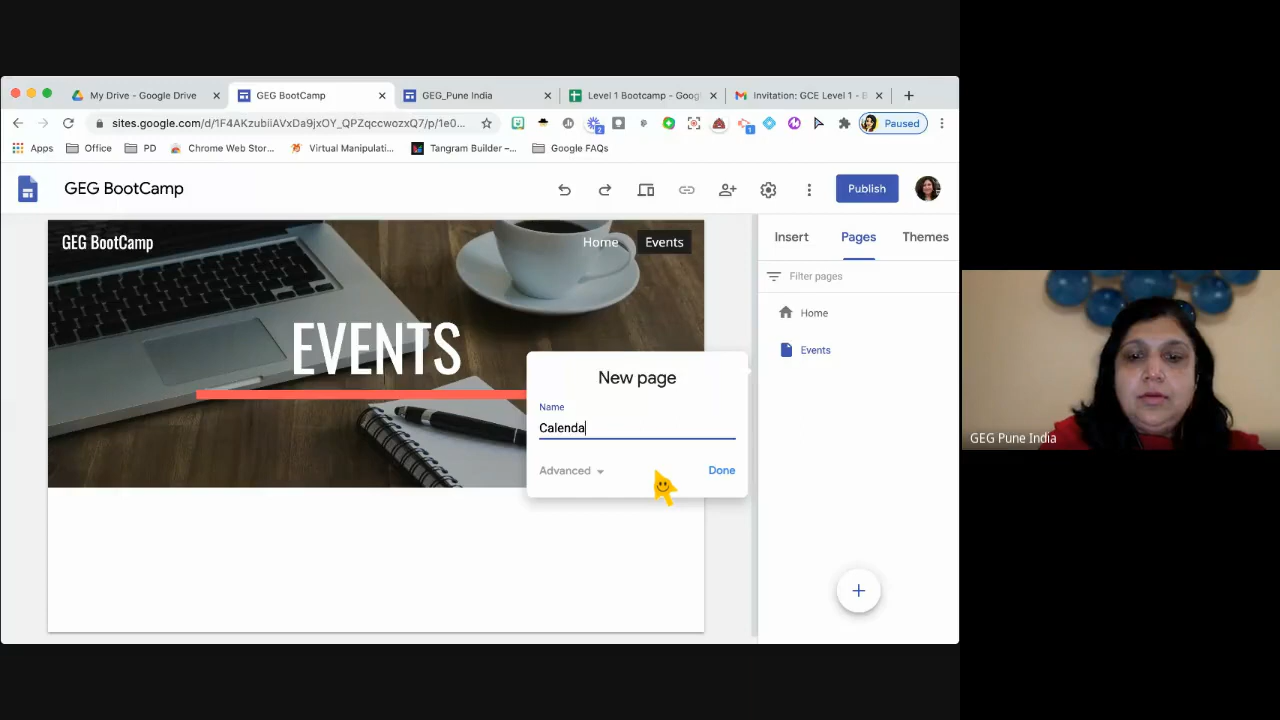 My Drive - Google Drive
GEG BootCamp
GEG_Pune India
Level 1 Bootcamp - Goog
Invitation: GCE Level 1 - B
sites.google.com/d/1F4AKzubiiAVxDa9jxOY_QPZqccwozxQ7/p/1e0...
2
1
Paused
Apps
Office
PD
Chrome Web Stor...
Virtual Manipulati...
Tangram Builder –...
Google FAQs
GEG BootCamp
Publish
GEG BootCamp
Home
Events
Insert
Pages
Themes
Filter pages
Home
Events
EVENTS
New page
Name
Calenda
Advanced
Done
GEG Pune India